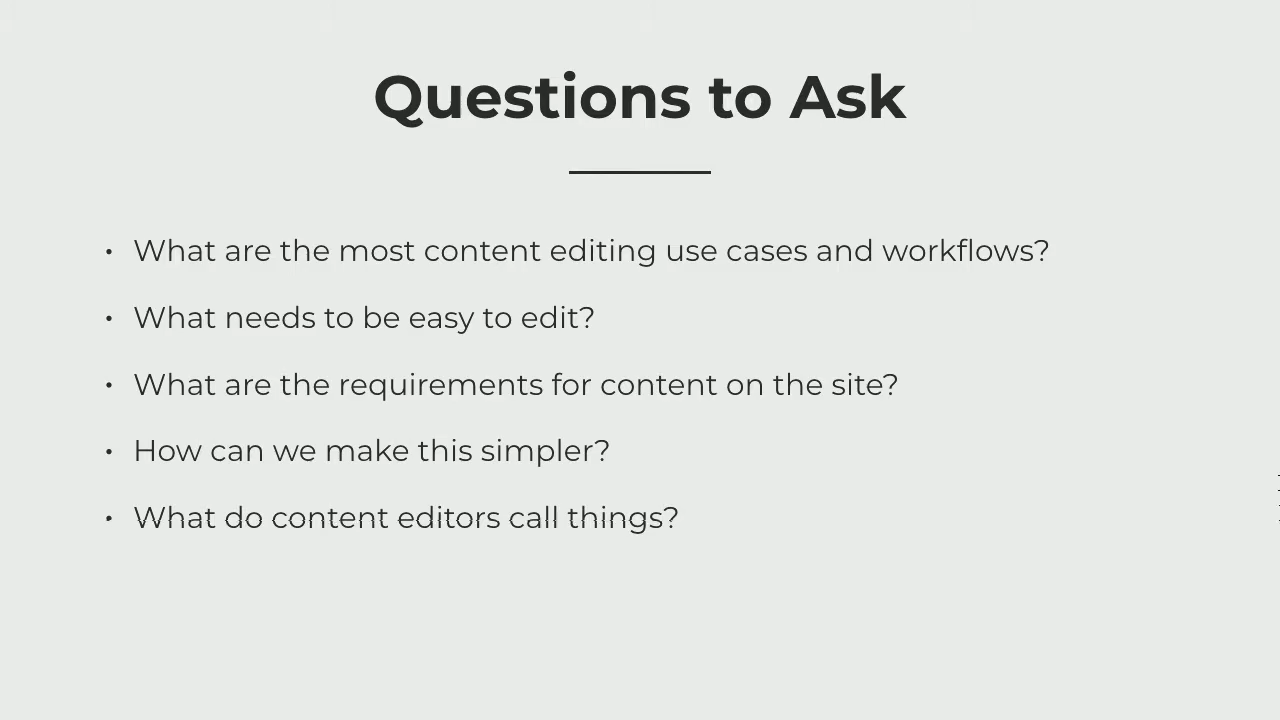 Questions to Ask
• What are the most content editing use cases and workflows?
• What needs to be easy to edit?
• What are the requirements for content on the site?
• How can we make this simpler?
• What do content editors call things?